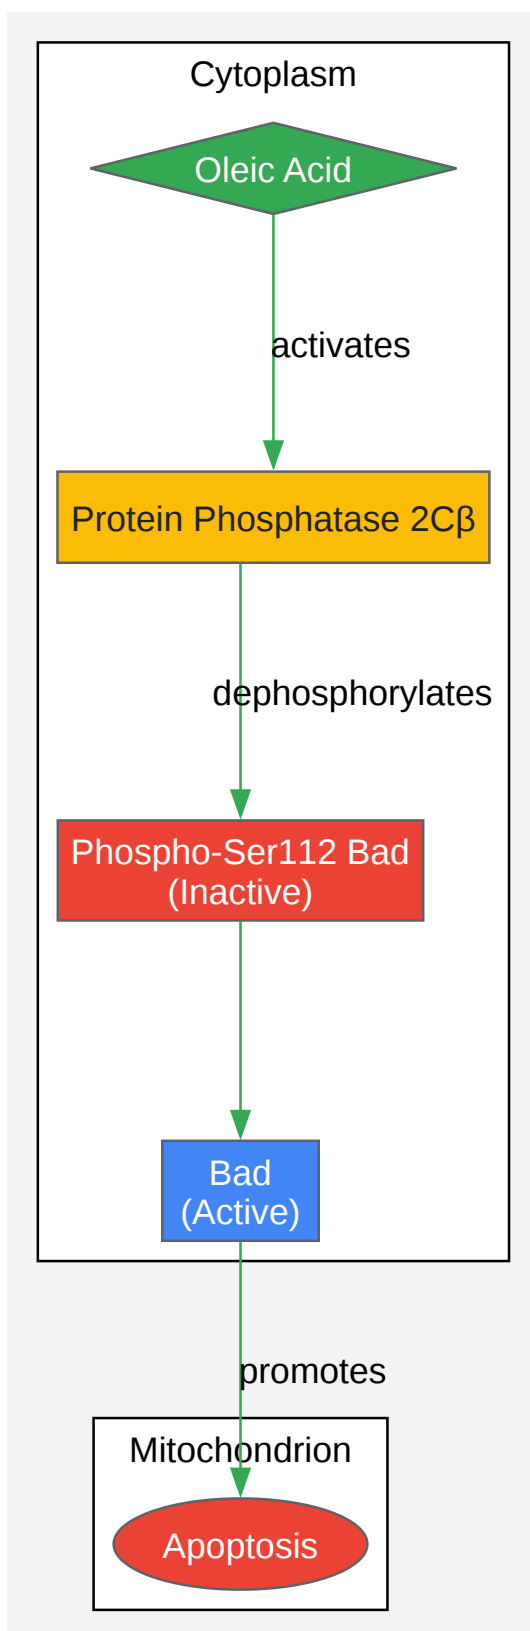 Cytoplasm
Oleic Acid
activates
Protein Phosphatase 2Cβ
dephosphorylates
Phospho-Ser112 Bad
(Inactive)
Bad
(Active)
promotes
Mitochondrion
Apoptosis